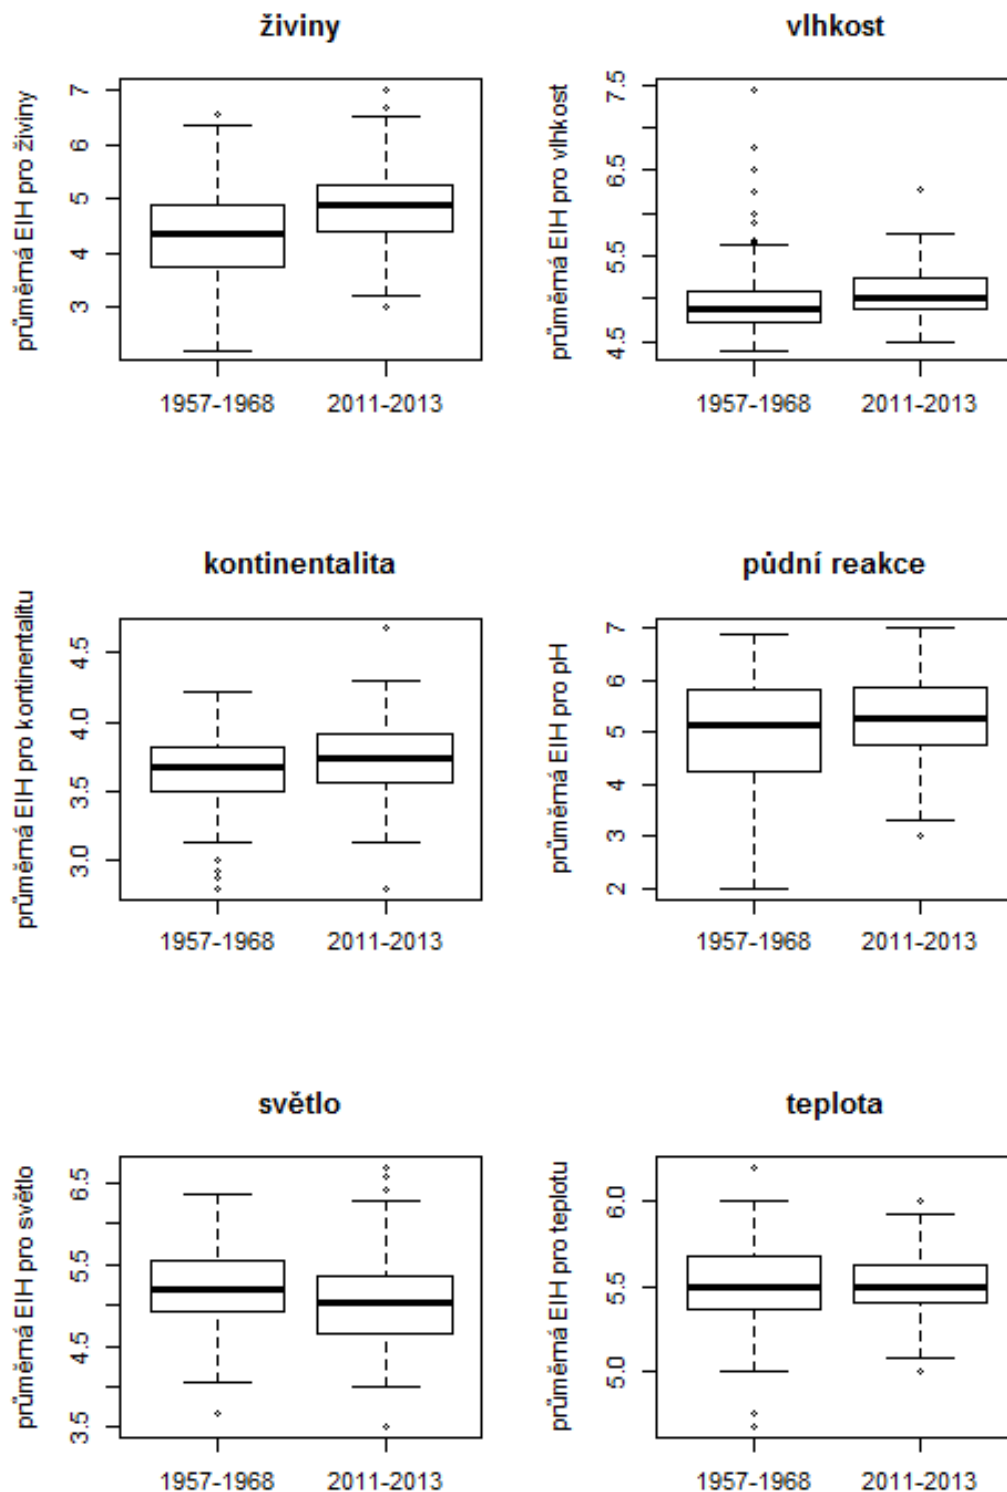 živiny
průměrná EIH pro živiny
7
6
5
4
3
1957-1968 2011-2013
vlhkost
průměrná EIH pro vlhkost
7.5
6.5
5.5
4.5
1957-1968 2011-2013
kontinentalita
průměrná EIH pro kontinentalitu
4.5
4.0
3.5
3.0
1957-1968 2011-2013
půdní reakce
průměrná EIH pro pH
7
6
5
4
3
2
1957-1968 2011-2013
světlo
průměrná EIH pro světlo
6.5
5.5
4.5
3.5
1957-1968 2011-2013
teplota
průměrná EIH pro teplotu
6.0
5.5
5.0
1957-1968 2011-2013